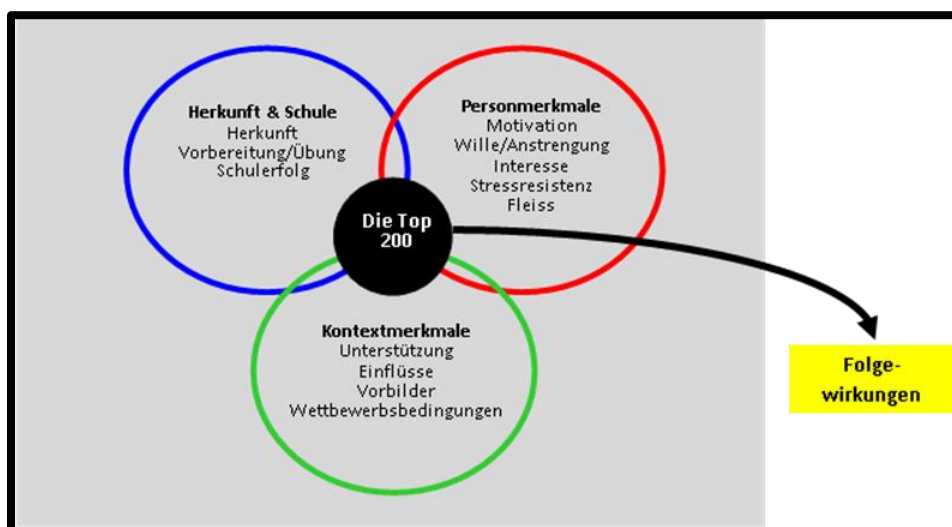 Herkunft & Schule
Herkunft
Vorbereitung/Übung
Schulerfolg
Personmerkmale
Motivation
Wille/Anstrengung
Interesse
Stressresistenz
Fleiss
Die Top
200
Kontextmerkmale
Unterstützung
Einflüsse
Vorbilder
Wettbewerbsbedingungen
Folge-
wirkungen